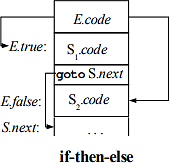 E.code
E.true:
S1.code
goto S.next
E.false:
S2.code
S.next:
. . .
if-then-else